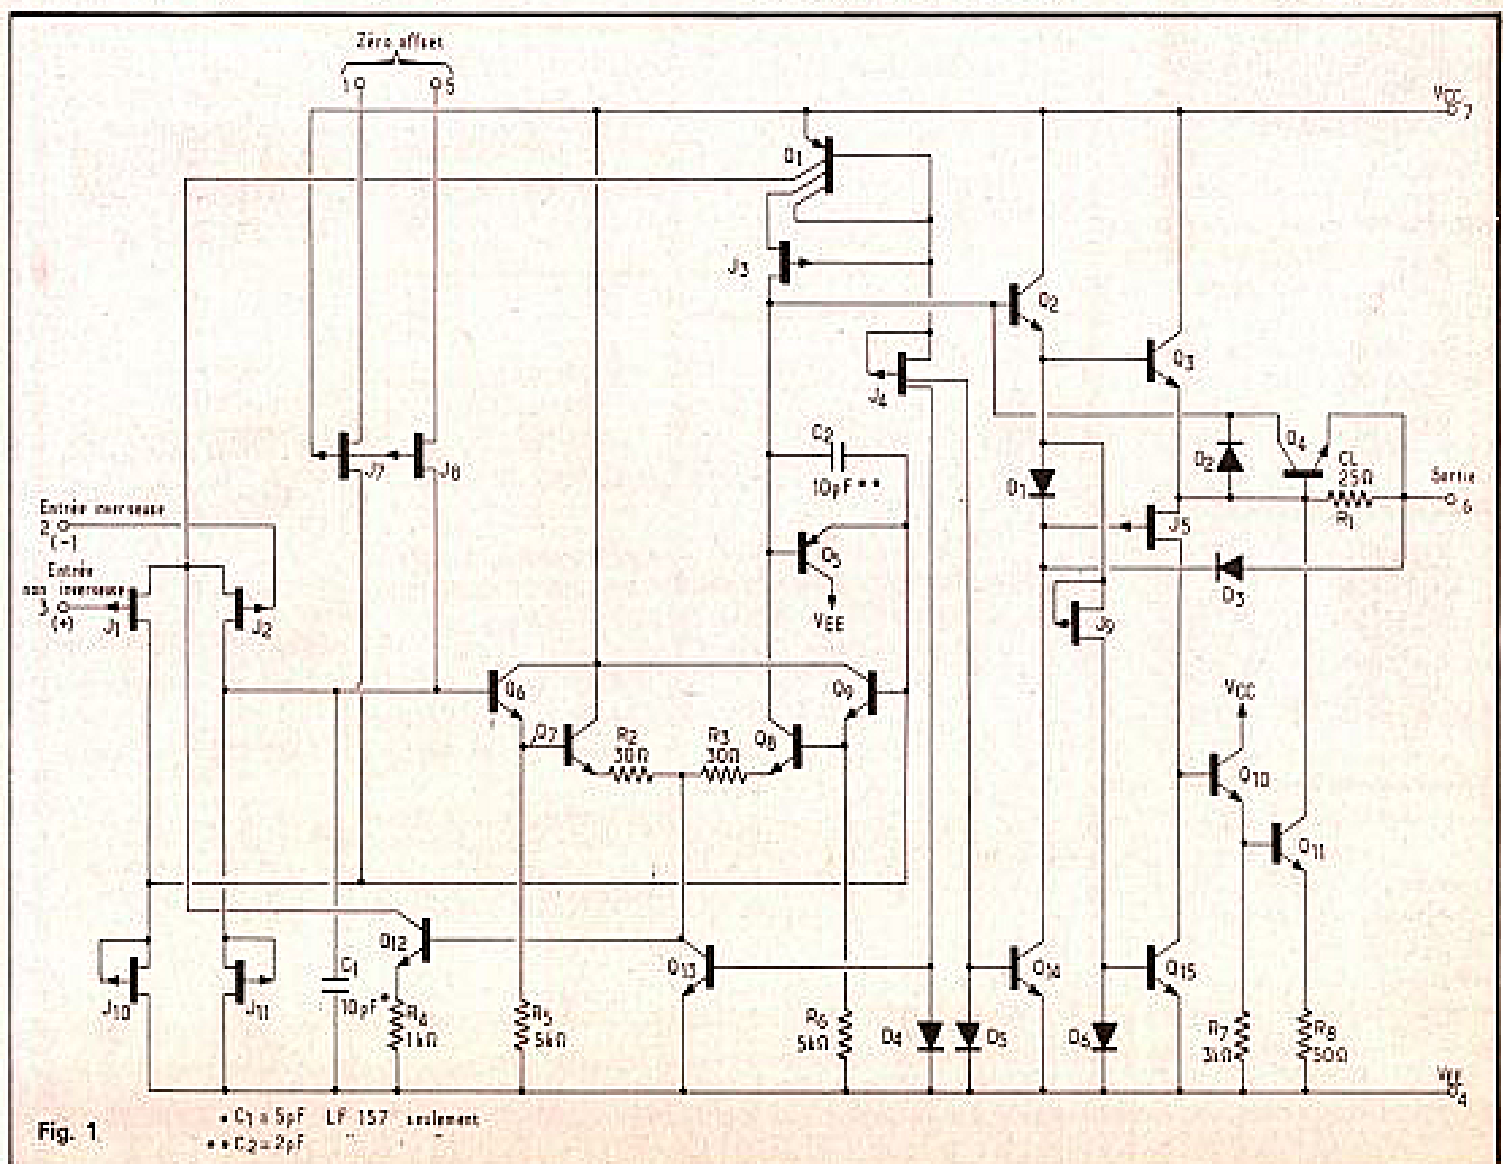 Zéro offset
1
5
VCC
7
Q1
J3
Q2
Q3
J4
C2
10pF**
D1
D2
Q4
CL
25Ω
R1
Sortie
6
J7
J8
J5
Entrée inverseuse
2
(-)
Entrée
non inverseuse
3
(+)
J1
J2
Q5
VEE
D3
J9
Q6
Q9
VCC
Q7
R2
30Ω
R3
30Ω
Q8
Q10
Q11
Q12
Q13
Q14
Q15
J10
J11
C1
10pF*
1kΩ
R5
5kΩ
R6
5kΩ
D4
D5
D6
R7
3kΩ
R8
50Ω
VEE
4
Fig. 1
* C1 = 5pF LF 157 seulement
** C2 = 2pF " "